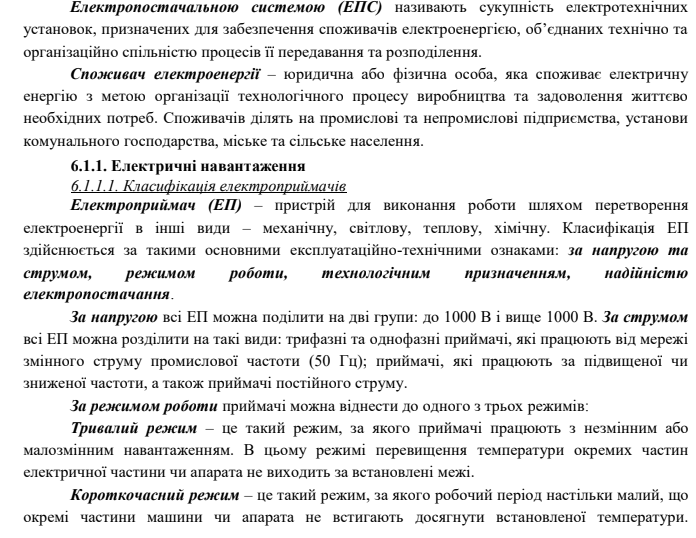 Електропостачальною системою (ЕПС) називають сукупність електротехнічних
установок, призначених для забезпечення споживачів електроенергією, об’єднаних технічно та
організаційно спільністю процесів її передавання та розподілення.
Споживач електроенергії – юридична або фізична особа, яка споживає електричну
енергію з метою організації технологічного процесу виробництва та задоволення життєво
необхідних потреб. Споживачів ділять на промислові та непромислові підприємства, установи
комунального господарства, міське та сільське населення.
6.1.1. Електричні навантаження
6.1.1.1. Класифікація електроприймачів
Електроприймач (ЕП) – пристрій для виконання роботи шляхом перетворення
електроенергії в інші види – механічну, світлову, теплову, хімічну. Класифікація ЕП
здійснюється за такими основними експлуатаційно-технічними ознаками: за напругою та
струмом, режимом роботи, технологічним призначенням, надійністю
електропостачання.
За напругою всі ЕП можна поділити на дві групи: до 1000 В і вище 1000 В. За струмом
всі ЕП можна розділити на такі види: трифазні та однофазні приймачі, які працюють від мережі
змінного струму промислової частоти (50 Гц); приймачі, які працюють за підвищеної чи
зниженої частоти, а також приймачі постійного струму.
За режимом роботи приймачі можна віднести до одного з трьох режимів:
Тривалий режим – це такий режим, за якого приймачі працюють з незмінним або
малозмінним навантаженням. В цьому режимі перевищення температури окремих частин
електричної частини чи апарата не виходить за встановлені межі.
Короткочасний режим – це такий режим, за якого робочий період настільки малий, що
окремі частини машини чи апарата не встигають досягнути встановленої температури.